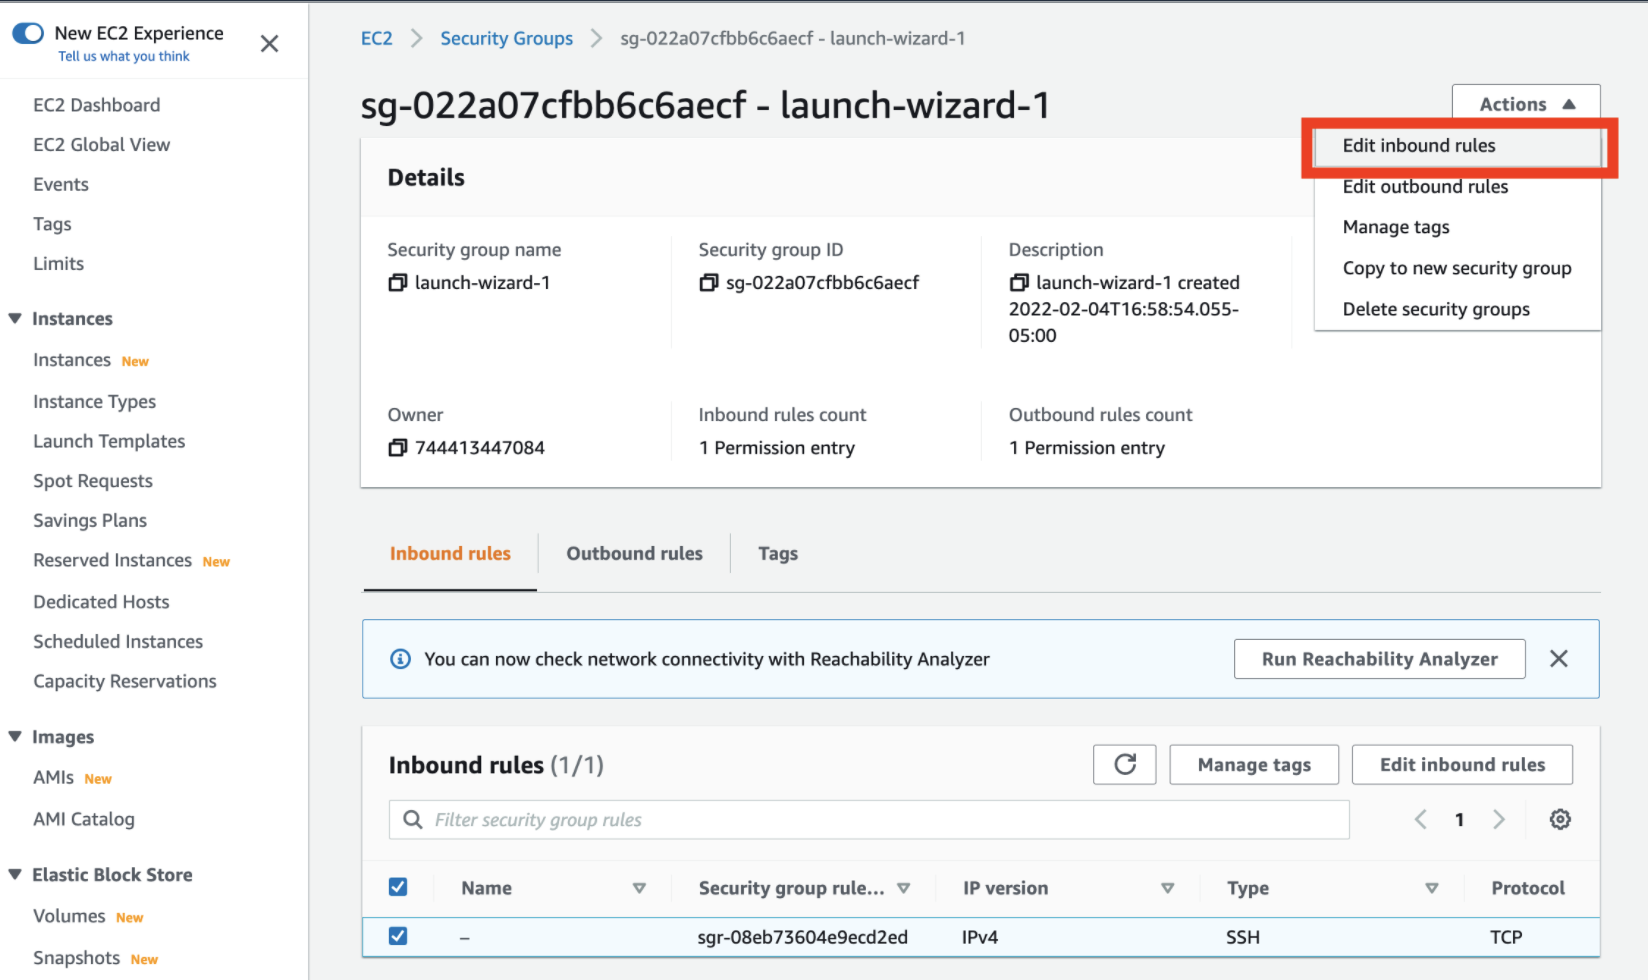 New EC2 Experience
Tell us what you think
EC2 Dashboard
EC2 Global View
Events
Tags
Limits
Instances
Instances New
Instance Types
Launch Templates
Spot Requests
Savings Plans
Reserved Instances New
Dedicated Hosts
Scheduled Instances
Capacity Reservations
Images
AMIs New
AMI Catalog
Elastic Block Store
Volumes New
Snapshots New
EC2 > Security Groups > sg-022a07cfbb6c6aecf - launch-wizard-1
sg-022a07cfbb6c6aecf - launch-wizard-1
Actions
Edit inbound rules
Edit outbound rules
Manage tags
Copy to new security group
Delete security groups
Details
Security group name
launch-wizard-1
Security group ID
sg-022a07cfbb6c6aecf
Description
launch-wizard-1 created
2022-02-04T16:58:54.055-
05:00
Owner
744413447084
Inbound rules count
1 Permission entry
Outbound rules count
1 Permission entry
Inbound rules Outbound rules Tags
You can now check network connectivity with Reachability Analyzer
Run Reachability Analyzer
Inbound rules (1/1)
Manage tags
Edit inbound rules
Filter security group rules
1
Name Security group rule... IP version Type Protocol
– sgr-08eb73604e9ecd2ed IPv4 SSH TCP